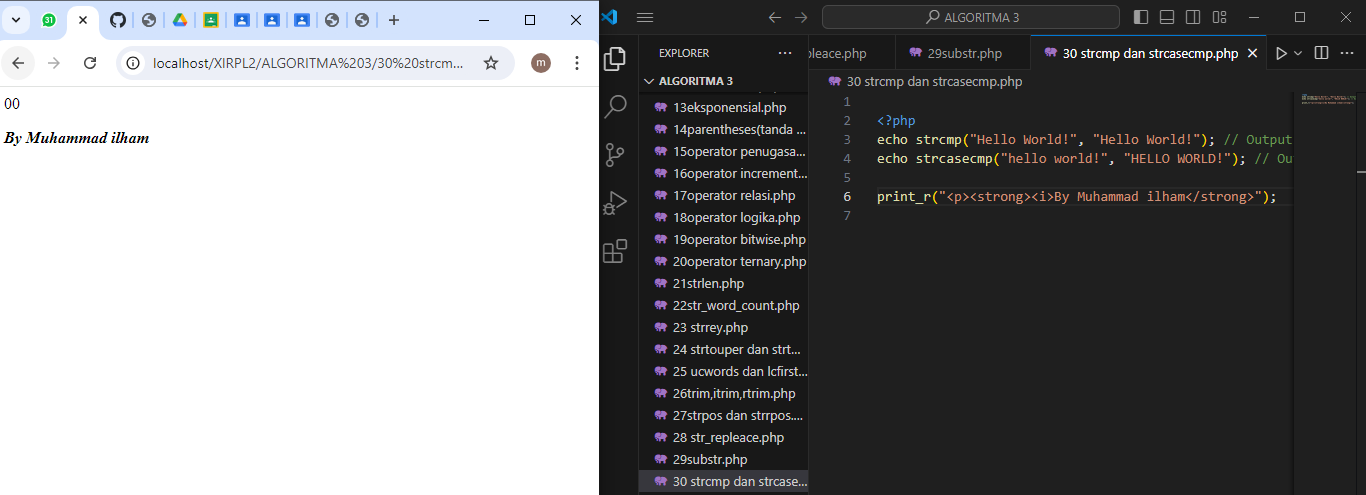 31
localhost/XIRPL2/ALGORITMA%203/30%20strcm...
m
00
By Muhammad ilham
ALGORITMA 3
EXPLORER
ALGORITMA 3
13eksponensial.php
14parentheses(tanda ...
15operator penugasa...
16operator increment...
17operator relasi.php
18operator logika.php
19operator bitwise.php
20operator ternary.php
21strlen.php
22str_word_count.php
23 strrey.php
24 strtouper dan strt...
25 ucwords dan lcfirst...
26trim,itrim,rtrim.php
27strpos dan strrpos....
28 str_repleace.php
29substr.php
30 strcmp dan strcase...
pleace.php
29substr.php
30 strcmp dan strcasecmp.php
30 strcmp dan strcasecmp.php
1
2 <?php
3 echo strcmp("Hello World!", "Hello World!"); // Output
4 echo strcasecmp("hello world!", "HELLO WORLD!"); // Ou
5
6 print_r("<p><strong><i>By Muhammad ilham</strong>");
7